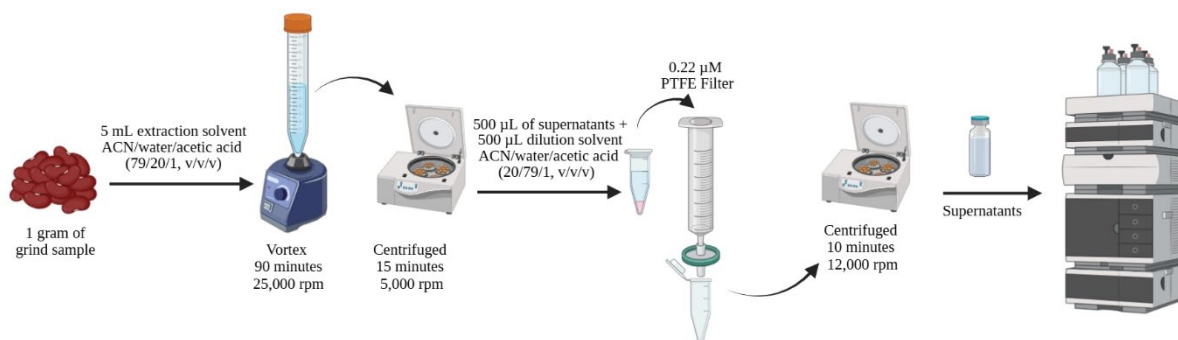 1 gram of
grind sample
5 mL extraction solvent
ACN/water/acetic acid
(79/20/1, v/v/v)
Vortex
90 minutes
25,000 rpm
Centrifuged
15 minutes
5,000 rpm
500 µL of supernatants +
500 µL dilution solvent
ACN/water/acetic acid
(20/79/1, v/v/v)
0.22 µM
PTFE Filter
Centrifuged
10 minutes
12,000 rpm
Supernatants